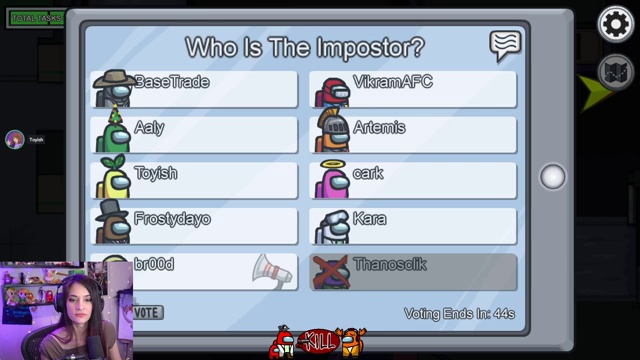 TOTAL TASKS
Who Is The Impostor?
BaseTrade
VikramAFC
Aaly
Artemis
Toyish
Toyish
cark
Frostydayo
Kara
br00d
Thanosclik
VOTE
Voting Ends In: 44s
KILL